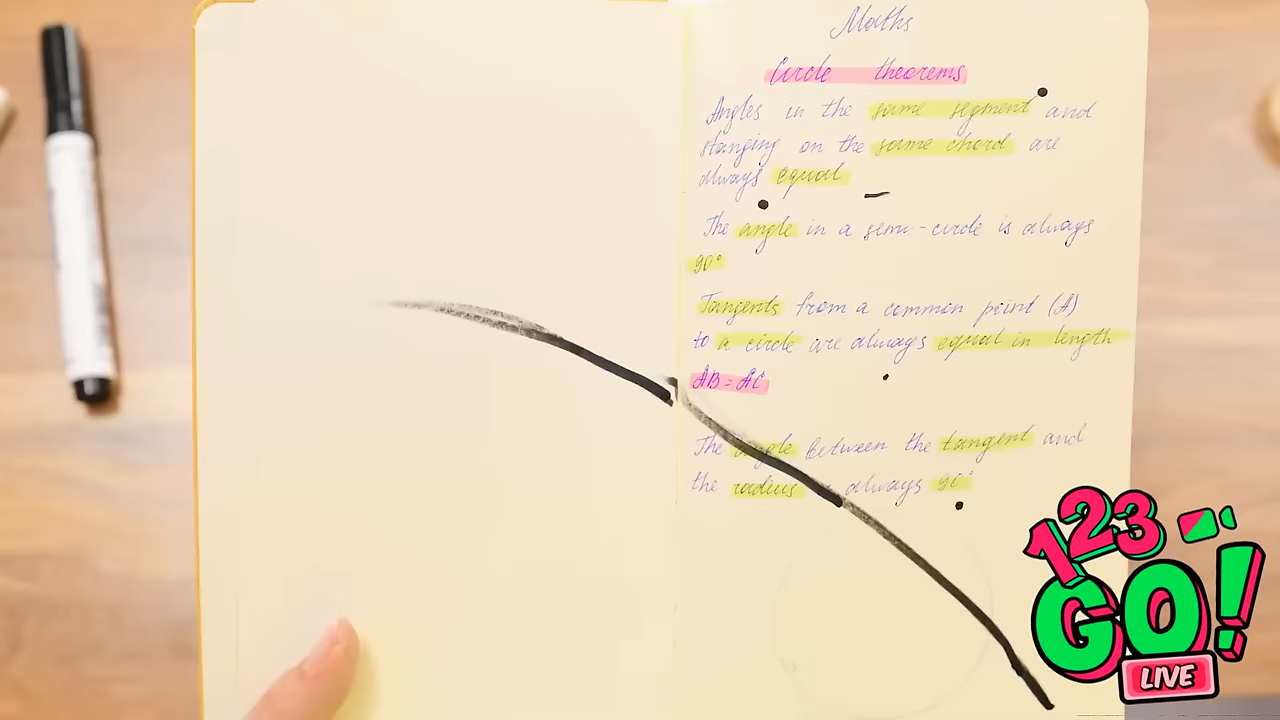 Maths
Circle theorems
Angles in the same segment and
stanging on the same chord are
always equal
The angle in a semi-circle is always
90°
Tangents from a common point (A)
to a circle are always equal in length
AB = AC
The angle between the tangent and
the radius always 90°
123
GO!
LIVE